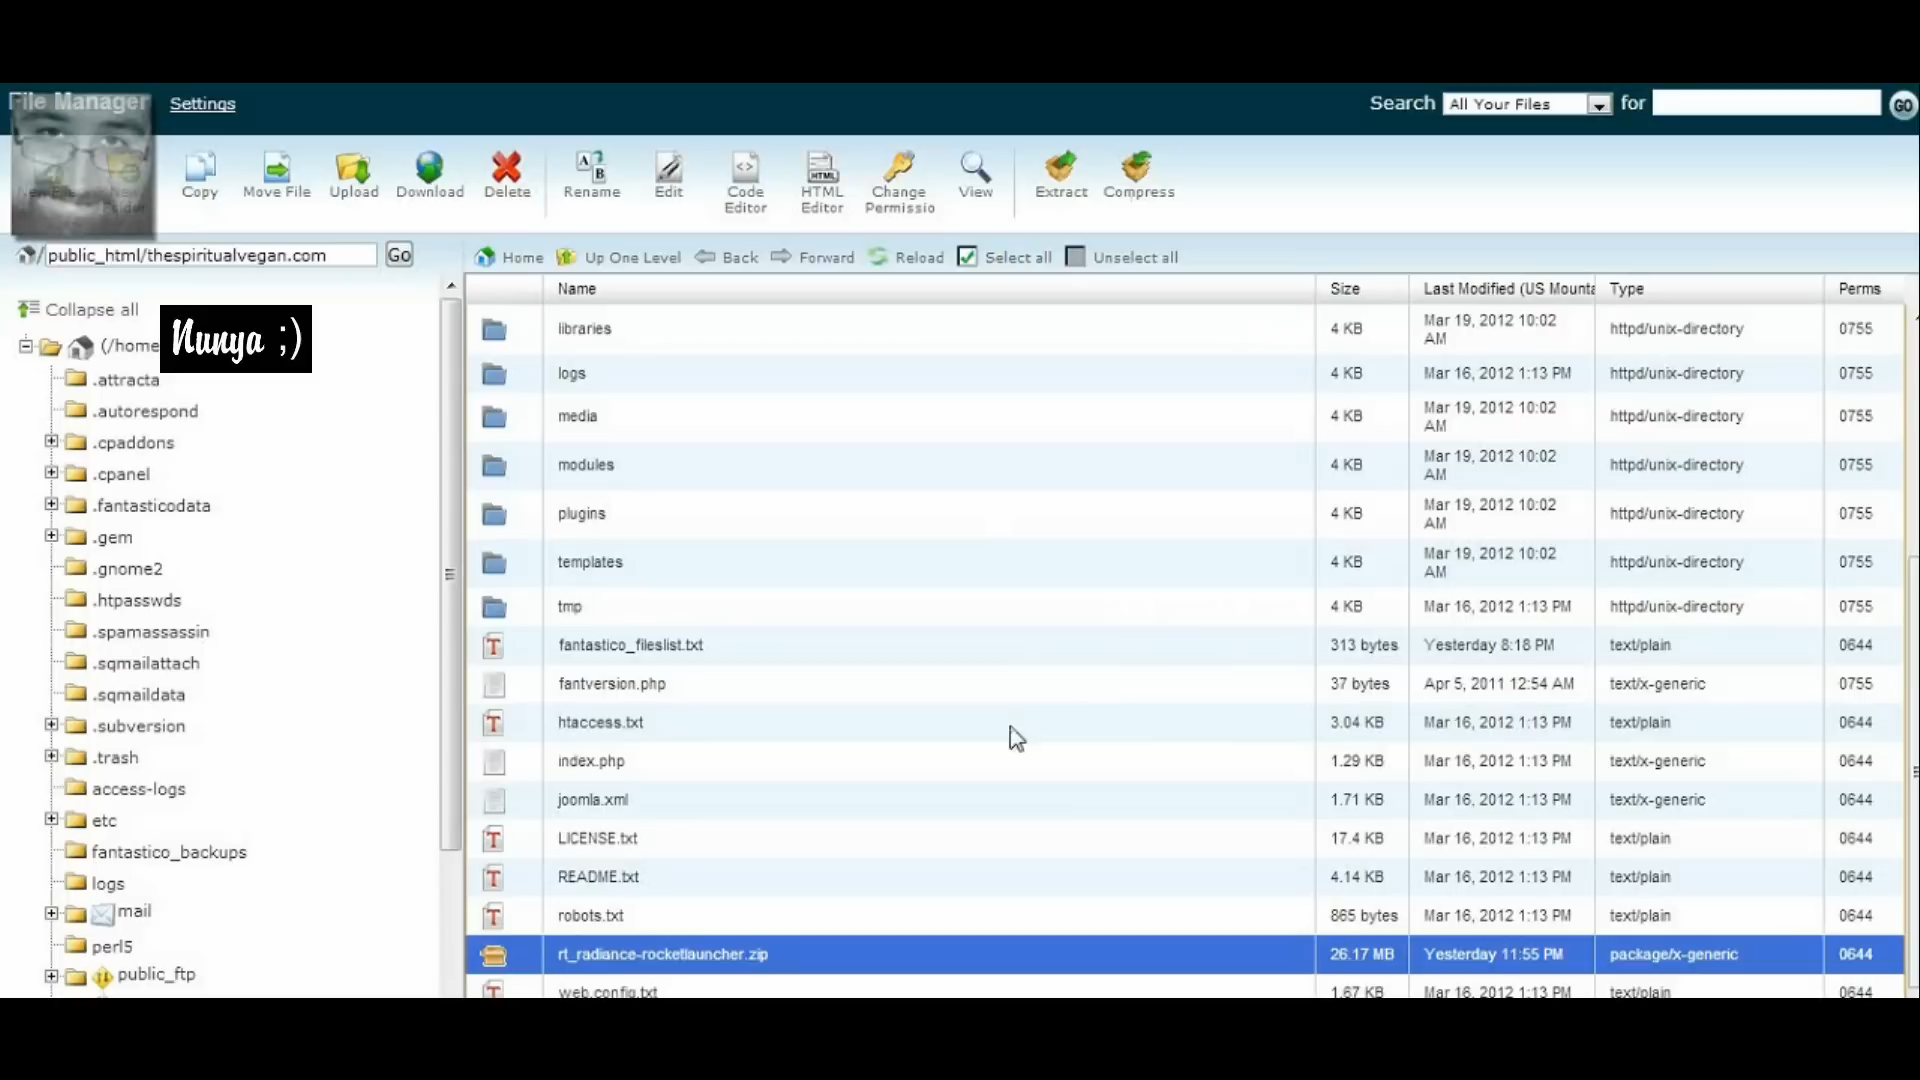 File Manager Settings Search All Your Files for GO
Copy Move File Upload Download Delete Rename Edit Code Editor HTML Editor Change Permissio View Extract Compress
/ public_html/thespiritualvegan.com Go
Home Up One Level Back Forward Reload Select all Unselect all
Collapse all
Nunya ;)
(/home
.attracta
.autorespond
.cpaddons
.cpanel
.fantasticodata
.gem
.gnome2
.htpasswds
.spamassassin
.sqmailattach
.sqmaildata
.subversion
.trash
access-logs
etc
fantastico_backups
logs
mail
perl5
public_ftp
Name Size Last Modified (US Mounta Type Perms
libraries 4 KB Mar 19, 2012 10:02 AM httpd/unix-directory 0755
logs 4 KB Mar 16, 2012 1:13 PM httpd/unix-directory 0755
media 4 KB Mar 19, 2012 10:02 AM httpd/unix-directory 0755
modules 4 KB Mar 19, 2012 10:02 AM httpd/unix-directory 0755
plugins 4 KB Mar 19, 2012 10:02 AM httpd/unix-directory 0755
templates 4 KB Mar 19, 2012 10:02 AM httpd/unix-directory 0755
tmp 4 KB Mar 16, 2012 1:13 PM httpd/unix-directory 0755
fantastico_fileslist.txt 313 bytes Yesterday 8:18 PM text/plain 0644
fantversion.php 37 bytes Apr 5, 2011 12:54 AM text/x-generic 0755
htaccess.txt 3.04 KB Mar 16, 2012 1:13 PM text/plain 0644
index.php 1.29 KB Mar 16, 2012 1:13 PM text/x-generic 0644
joomla.xml 1.71 KB Mar 16, 2012 1:13 PM text/x-generic 0644
LICENSE.txt 17.4 KB Mar 16, 2012 1:13 PM text/plain 0644
README.txt 4.14 KB Mar 16, 2012 1:13 PM text/plain 0644
robots.txt 865 bytes Mar 16, 2012 1:13 PM text/plain 0644
rt_radiance-rocketlauncher.zip 26.17 MB Yesterday 11:55 PM package/x-generic 0644
web.config.txt 1.67 KB Mar 16, 2012 1:13 PM text/plain 0644